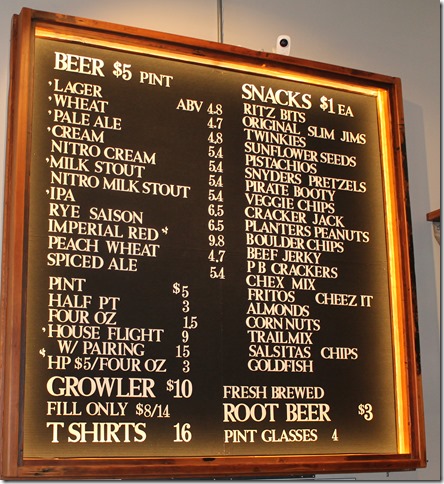 BEER $5 PINT
'LAGER ABV 4.8
'WHEAT 4.7
'PALE ALE 4.8
'CREAM 5.4
NITRO CREAM 5.4
'MILK STOUT 5.4
NITRO MILK STOUT 5.4
'IPA 6.5
RYE SAISON 6.5
IMPERIAL RED 9.8
PEACH WHEAT 4.7
SPICED ALE 5.4
PINT $5
HALF PT 3
FOUR OZ 1.5
'HOUSE FLIGHT 9
W/ PAIRING 15
HP $5/FOUR OZ 3
GROWLER $10
FILL ONLY $8/14
T SHIRTS 16
SNACKS $1 EA
RITZ BITS
ORIGINAL SLIM JIMS
TWINKIES
SUNFLOWER SEEDS
PISTACHIOS
SNYDERS PRETZELS
PIRATE BOOTY
VEGGIE CHIPS
CRACKER JACK
PLANTERS PEANUTS
BOULDER CHIPS
BEEF JERKY
P B CRACKERS
CHEX MIX
FRITOS CHEEZ IT
ALMONDS
CORN NUTS
TRAIL MIX
SALSITAS CHIPS
GOLDFISH
FRESH BREWED
ROOT BEER $3
PINT GLASSES 4